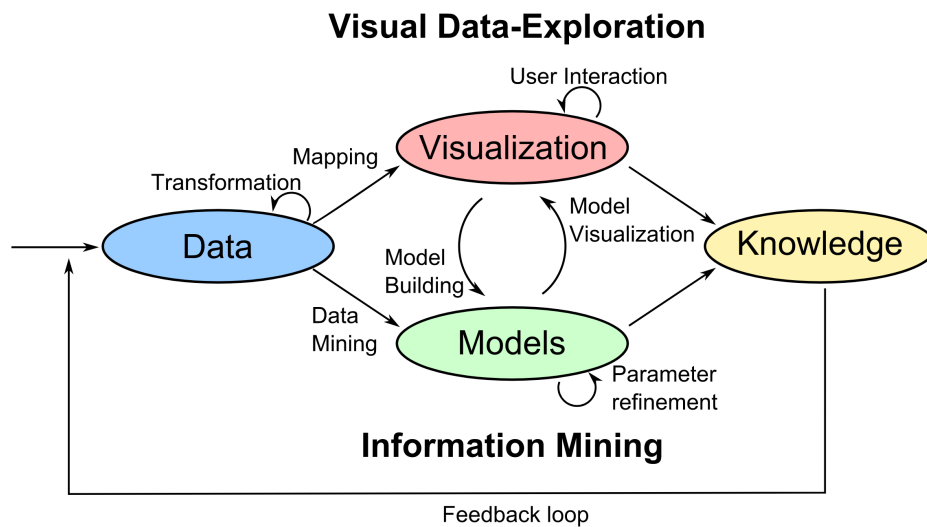 Visual Data-Exploration
User Interaction
Visualization
Mapping
Transformation
Data
Model
Visualization
Knowledge
Model
Building
Data
Mining
Models
Parameter
refinement
Information Mining
Feedback loop